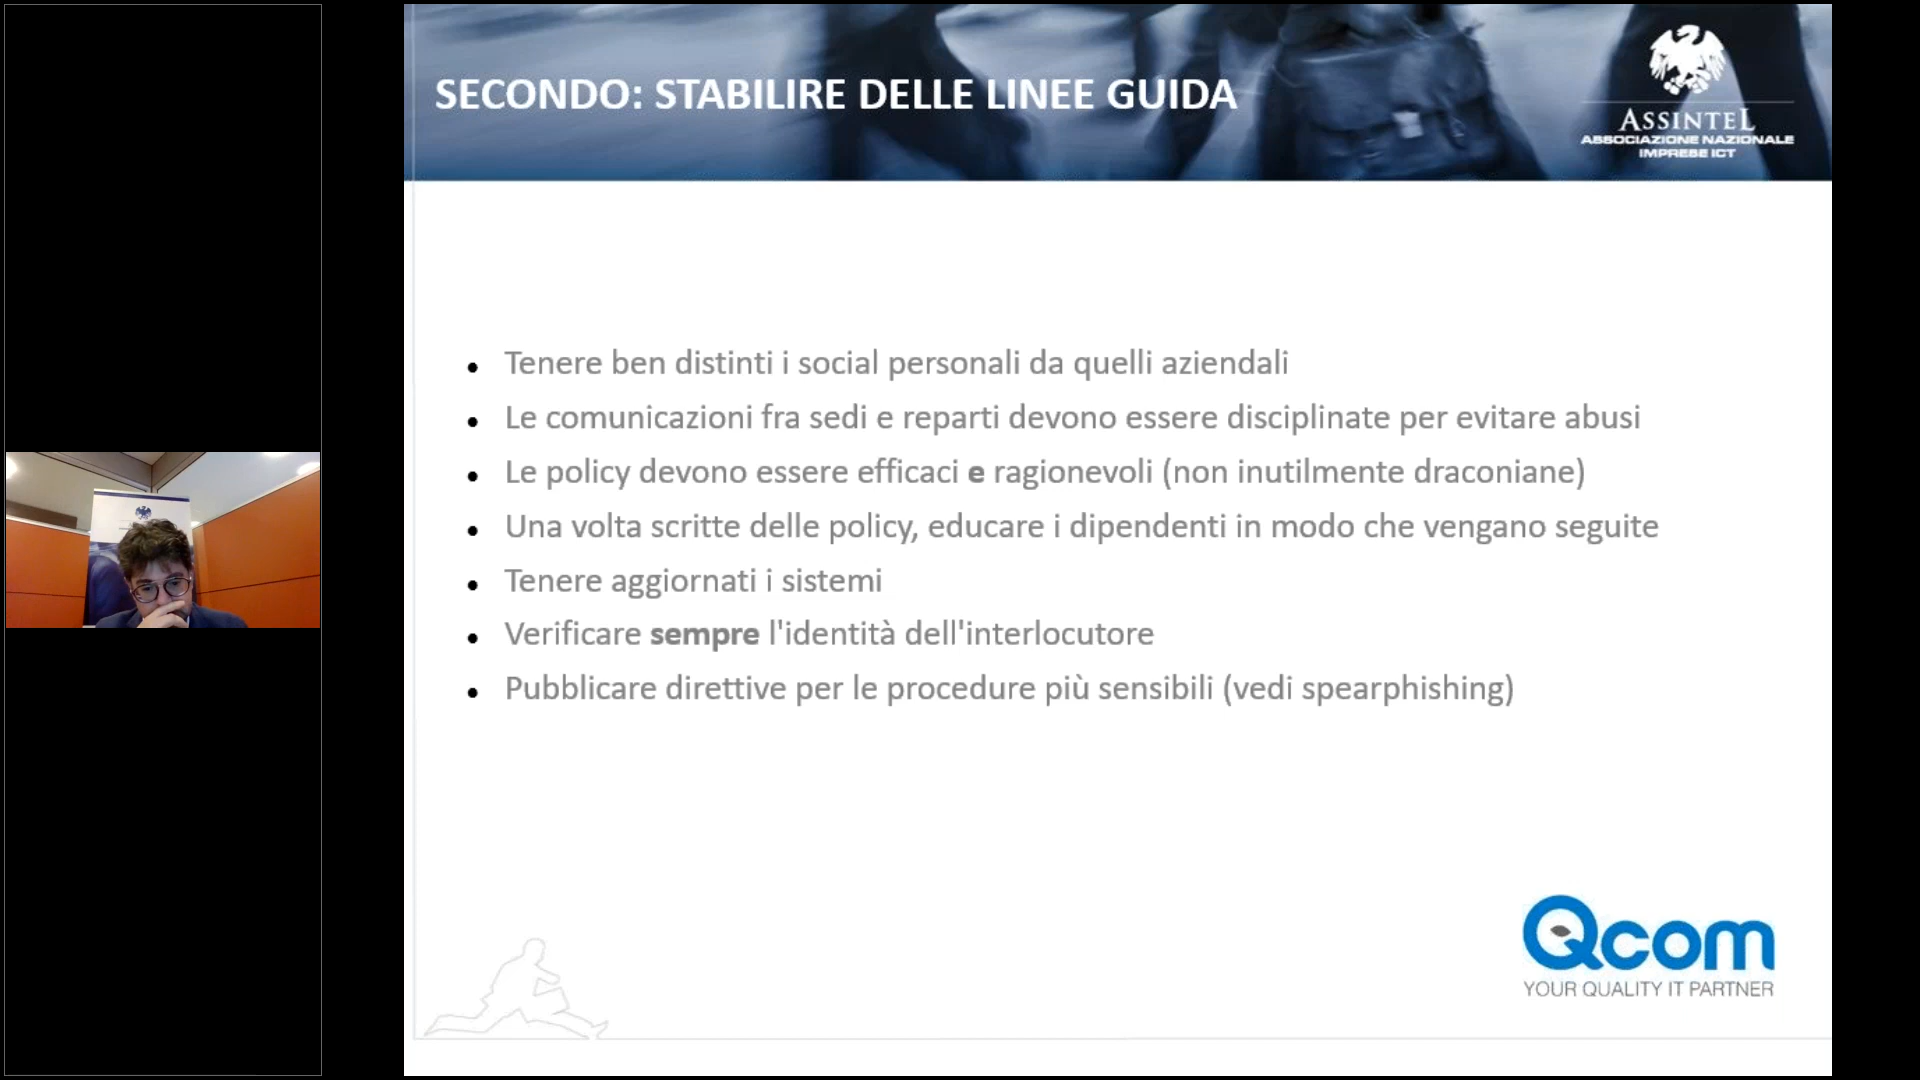 SECONDO: STABILIRE DELLE LINEE GUIDA
ASSINTEL
ASSOCIAZIONE NAZIONALE
IMPRESE ICT
• Tenere ben distinti i social personali da quelli aziendali
• Le comunicazioni fra sedi e reparti devono essere disciplinate per evitare abusi
• Le policy devono essere efficaci e ragionevoli (non inutilmente draconiane)
• Una volta scritte delle policy, educare i dipendenti in modo che vengano seguite
• Tenere aggiornati i sistemi
• Verificare sempre l'identità dell'interlocutore
• Pubblicare direttive per le procedure più sensibili (vedi spearphishing)
Qcom
YOUR QUALITY IT PARTNER